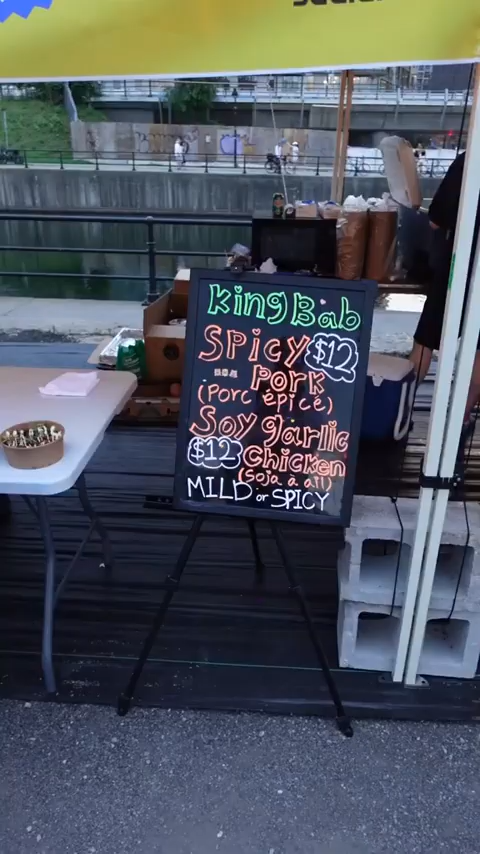 King Bab
SPicy $12
Pork
(Porc épicé)
Soy garlic
$12 chicken
(soja à ail)
MILD or SPICY